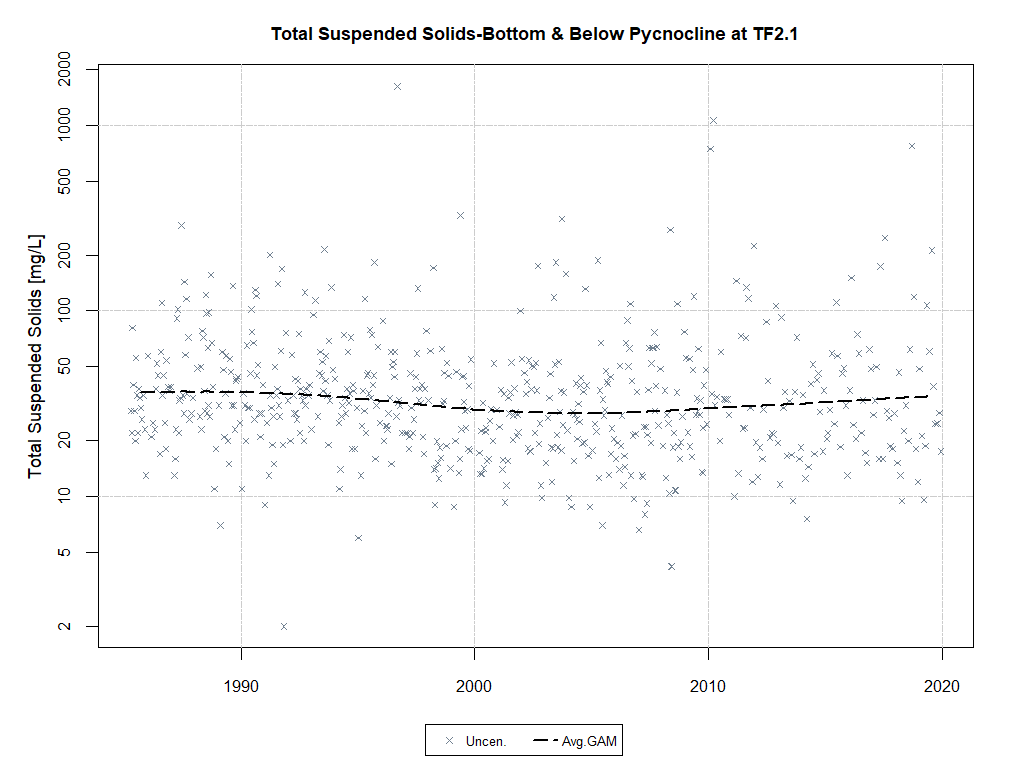 Total Suspended Solids-Bottom & Below Pycnocline at TF2.1
Total Suspended Solids [mg/L]
2000
1000
500
200
100
50
20
10
5
2
1990 2000 2010 2020
Uncen. Avg.GAM